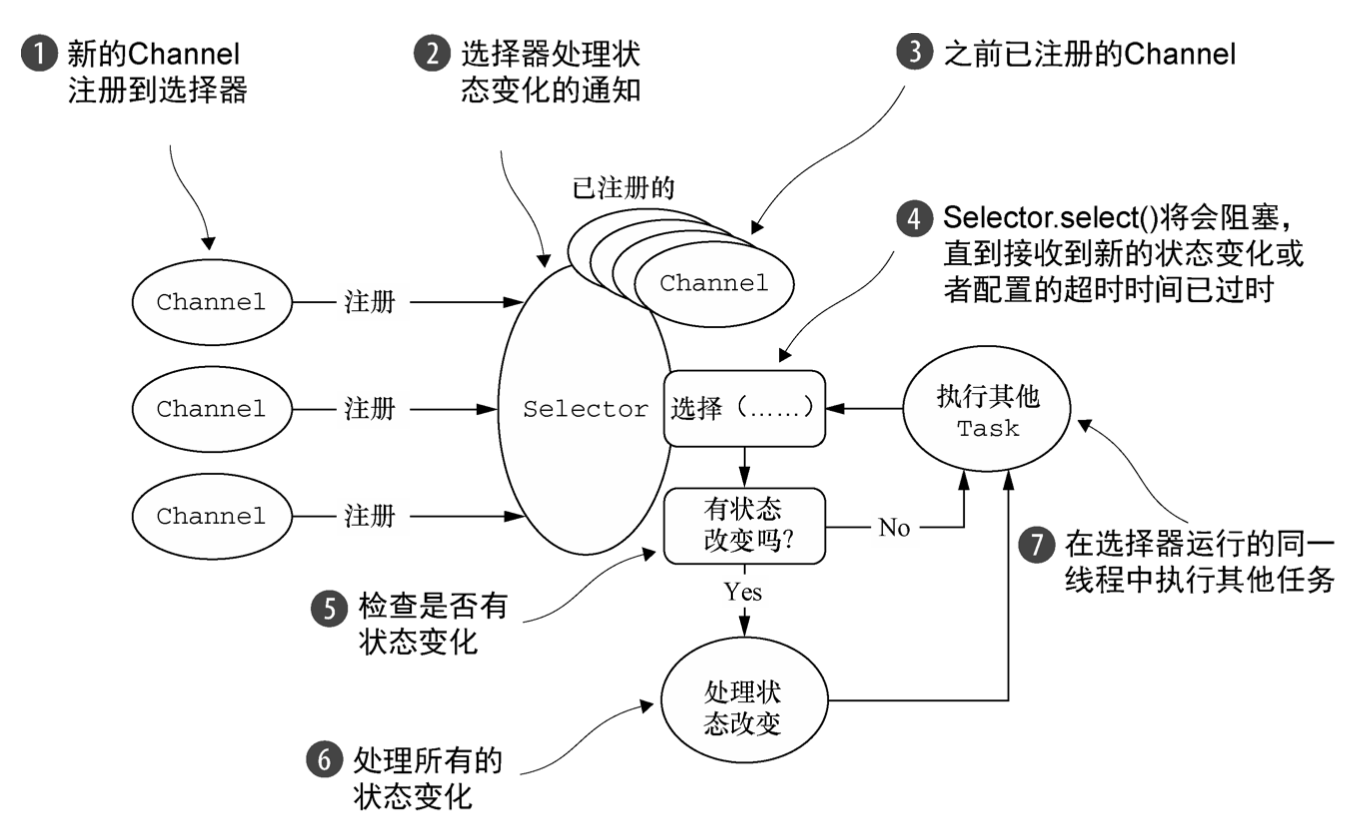 1 新的Channel
注册到选择器
2 选择器处理状
态变化的通知
3 之前已注册的Channel
已注册的
Channel
4 Selector.select()将会阻塞，
直到接收到新的状态变化或
者配置的超时时间已过时
Channel
注册
Channel
注册
Channel
注册
Selector
选择（……）
执行其他
Task
有状态
改变吗？
No
Yes
7 在选择器运行的同一
线程中执行其他任务
5 检查是否有
状态变化
处理状
态改变
6 处理所有的
状态变化